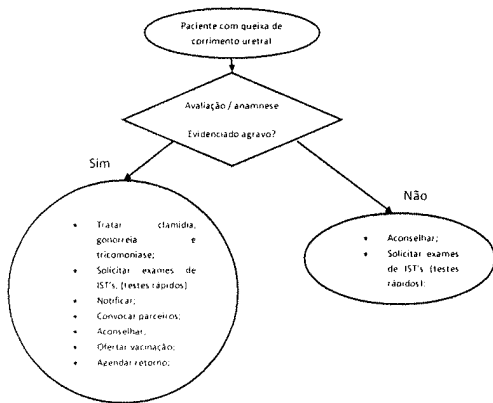 Paciente com queixa de
corrimento uretral
Avaliação / anamnese
Evidenciado agravo?
Sim
Não
• Tratar clamídia,
gonorreia e
tricomoníase;
• Solicitar exames de
IST's, (testes rápidos)
• Notificar;
• Convocar parceiros;
• Aconselhar;
• Ofertar vacinação;
• Agendar retorno;
• Aconselhar;
• Solicitar exames
de IST's (testes
rápidos);